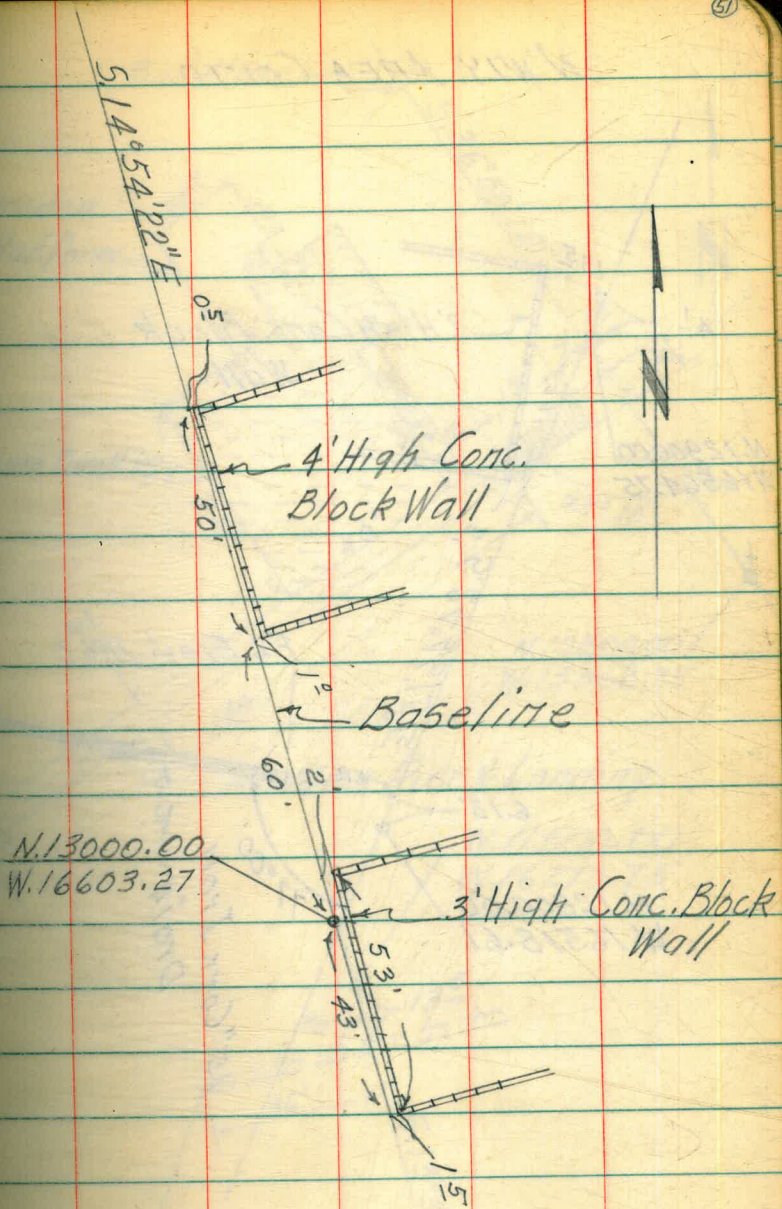 51
S.14°54'22"E
0 5
4' High Conc.
Block Wall
50'
1 0
Baseline
60'
2'
N.13000.00
W.16603.27
3' High Conc. Block
Wall
53'
43'
1 5
N